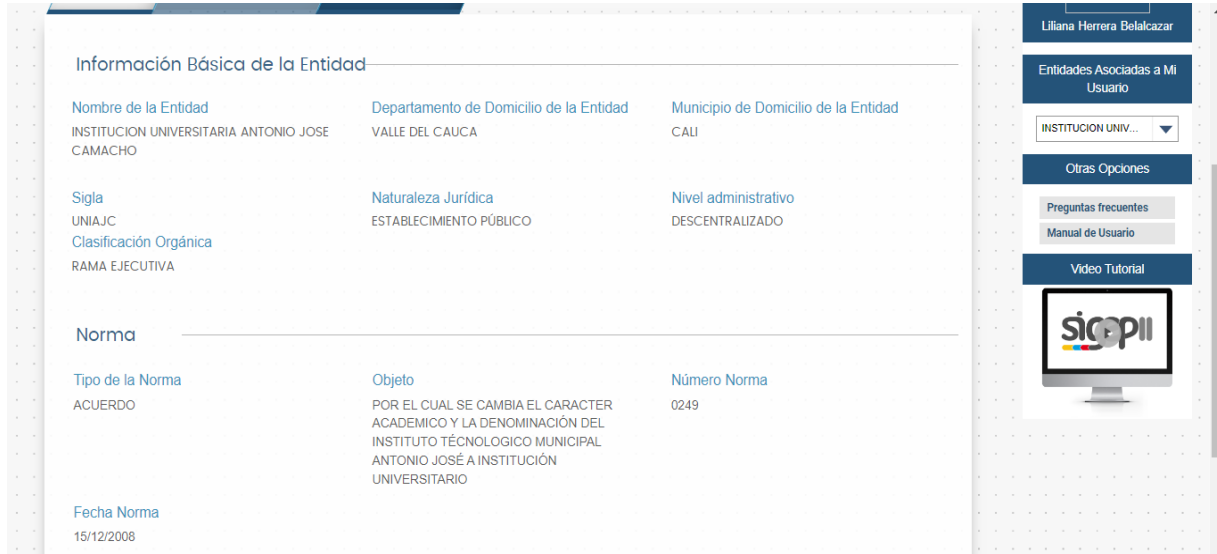 Información Básica de la Entidad
Nombre de la Entidad
INSTITUCION UNIVERSITARIA ANTONIO JOSE
CAMACHO
Departamento de Domicilio de la Entidad
VALLE DEL CAUCA
Municipio de Domicilio de la Entidad
CALI
Sigla
UNIAJC
Naturaleza Jurídica
ESTABLECIMIENTO PÚBLICO
Nivel administrativo
DESCENTRALIZADO
Clasificación Orgánica
RAMA EJECUTIVA
Norma
Tipo de la Norma
ACUERDO
Objeto
POR EL CUAL SE CAMBIA EL CARACTER
ACADEMICO Y LA DENOMINACIÓN DEL
INSTITUTO TÉCNOLOGICO MUNICIPAL
ANTONIO JOSÉ A INSTITUCIÓN
UNIVERSITARIO
Número Norma
0249
Fecha Norma
15/12/2008
Liliana Herrera Belalcazar
Entidades Asociadas a Mi
Usuario
INSTITUCION UNIV...
Otras Opciones
Preguntas frecuentes
Manual de Usuario
Video Tutorial
sigepII